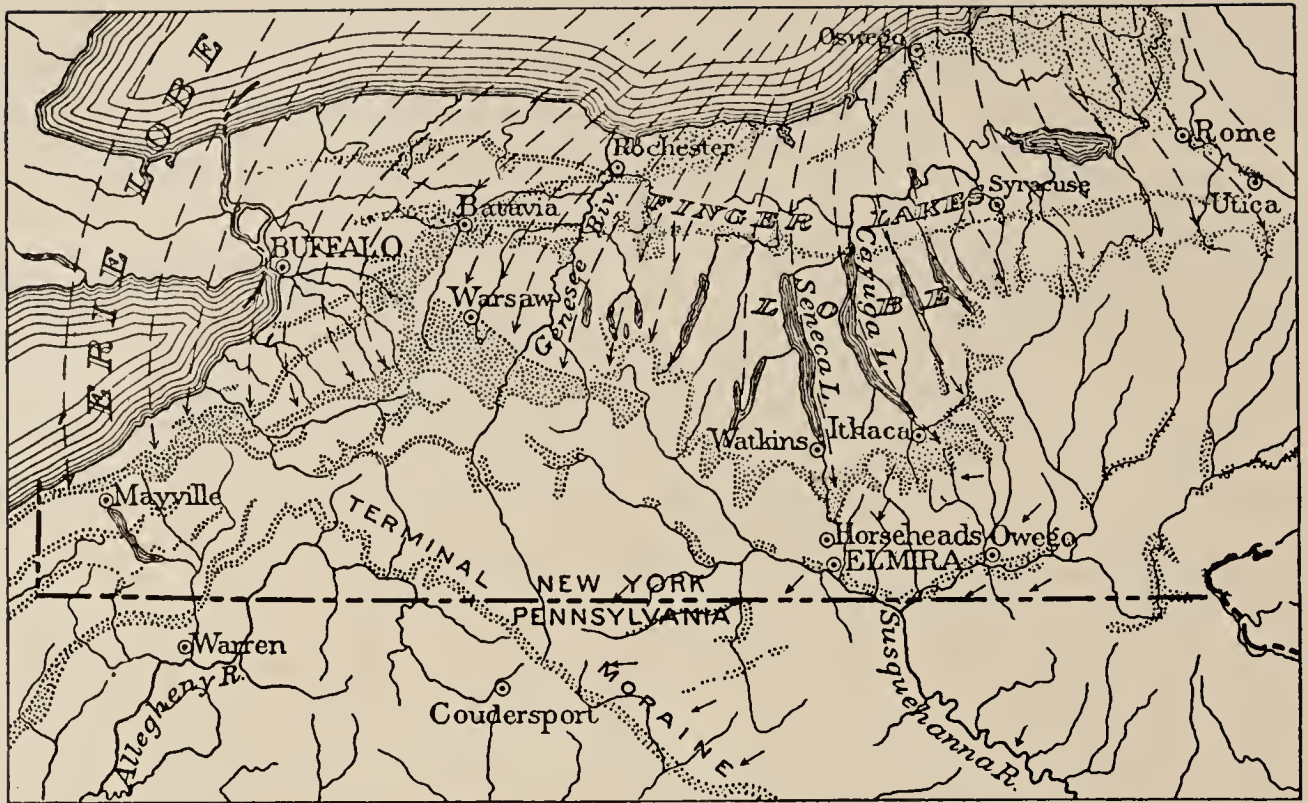 ERIE LOBE
Oswego
Rome
Rochester
Syracuse
Utica
Batavia
FINGER LAKES
LOBE
BUFFALO
Genesee Riv.
Warsaw
Seneca L.
Cayuga L.
Watkins
Ithaca
Mayville
TERMINAL
MORAINE
Horseheads
Owego
ELMIRA
NEW YORK
PENNSYLVANIA
Warren
Allegheny R.
Coudersport
Susquehanna R.